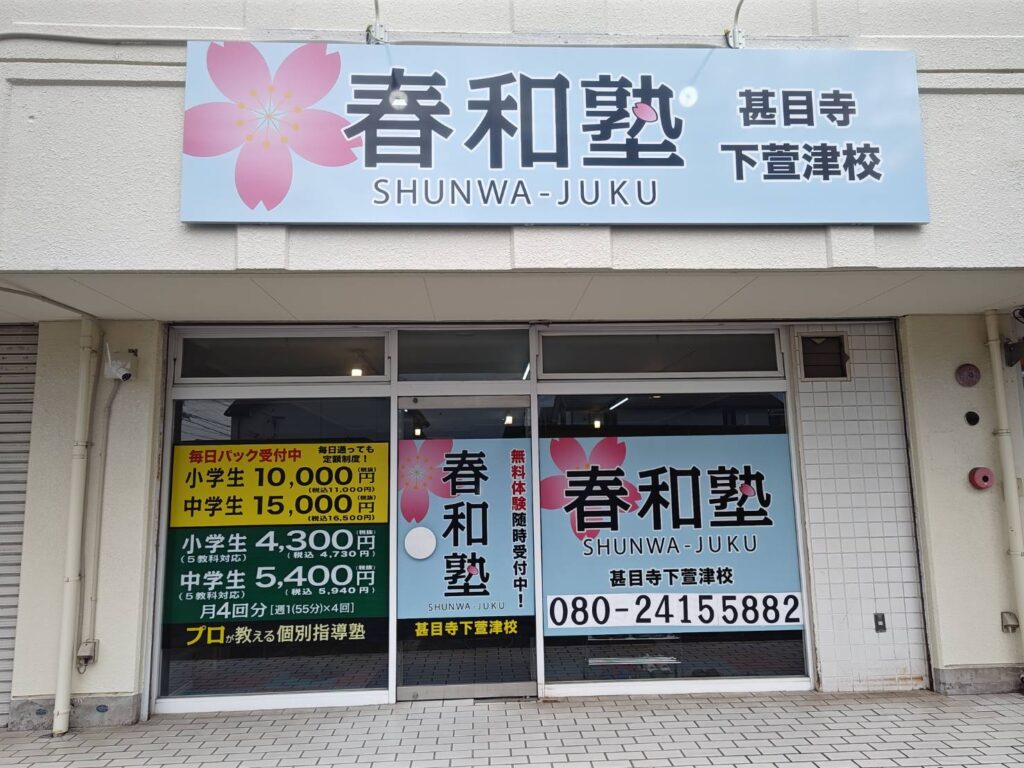 春和塾
SHUNWA-JUKU
甚目寺
下萱津校
毎日パック受付中
毎日通っても
定額制度！
小学生 10,000円(税抜)
(税込11,000円)
中学生 15,000円(税抜)
(税込16,500円)
小学生 4,300円(税抜)
(5教科対応) (税込 4,730円)
中学生 5,400円(税抜)
(5教科対応) (税込 5,940円)
月4回分 [週1(55分)×4回]
プロが教える個別指導塾
春和塾
SHUNWA-JUKU
無料体験随時受付中！
甚目寺下萱津校
春和塾
SHUNWA-JUKU
甚目寺下萱津校
080-24155882